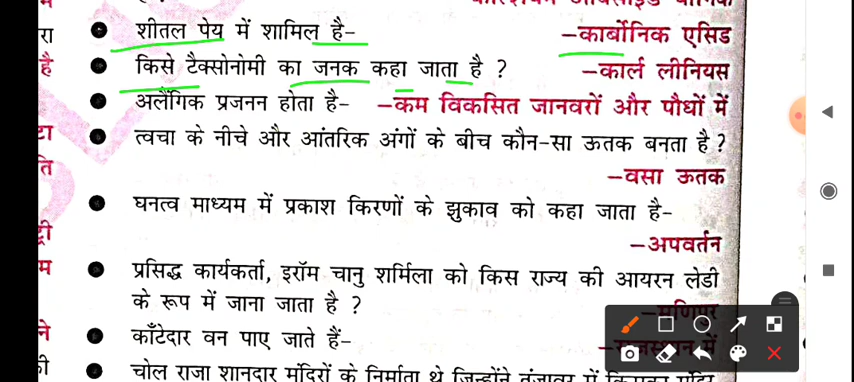 शीतल पेय में शामिल है- –कार्बोनिक एसिड
किसे टैक्सोनोमी का जनक कहा जाता है ? –कार्ल लीनियस
अलैंगिक प्रजनन होता है- –कम विकसित जानवरों और पौधों में
त्वचा के नीचे और आंतरिक अंगों के बीच कौन-सा ऊतक बनता है ?
–वसा ऊतक
घनत्व माध्यम में प्रकाश किरणों के झुकाव को कहा जाता है-
–अपवर्तन
प्रसिद्ध कार्यकर्ता, इरॉम चानु शर्मिला को किस राज्य की आयरन लेडी
के रूप में जाना जाता है ?
काँटेदार वन पाए जाते हैं- में
चोल राजा शानदार मंदिरों के निर्माता थे जिन्होंने तंजावुर में